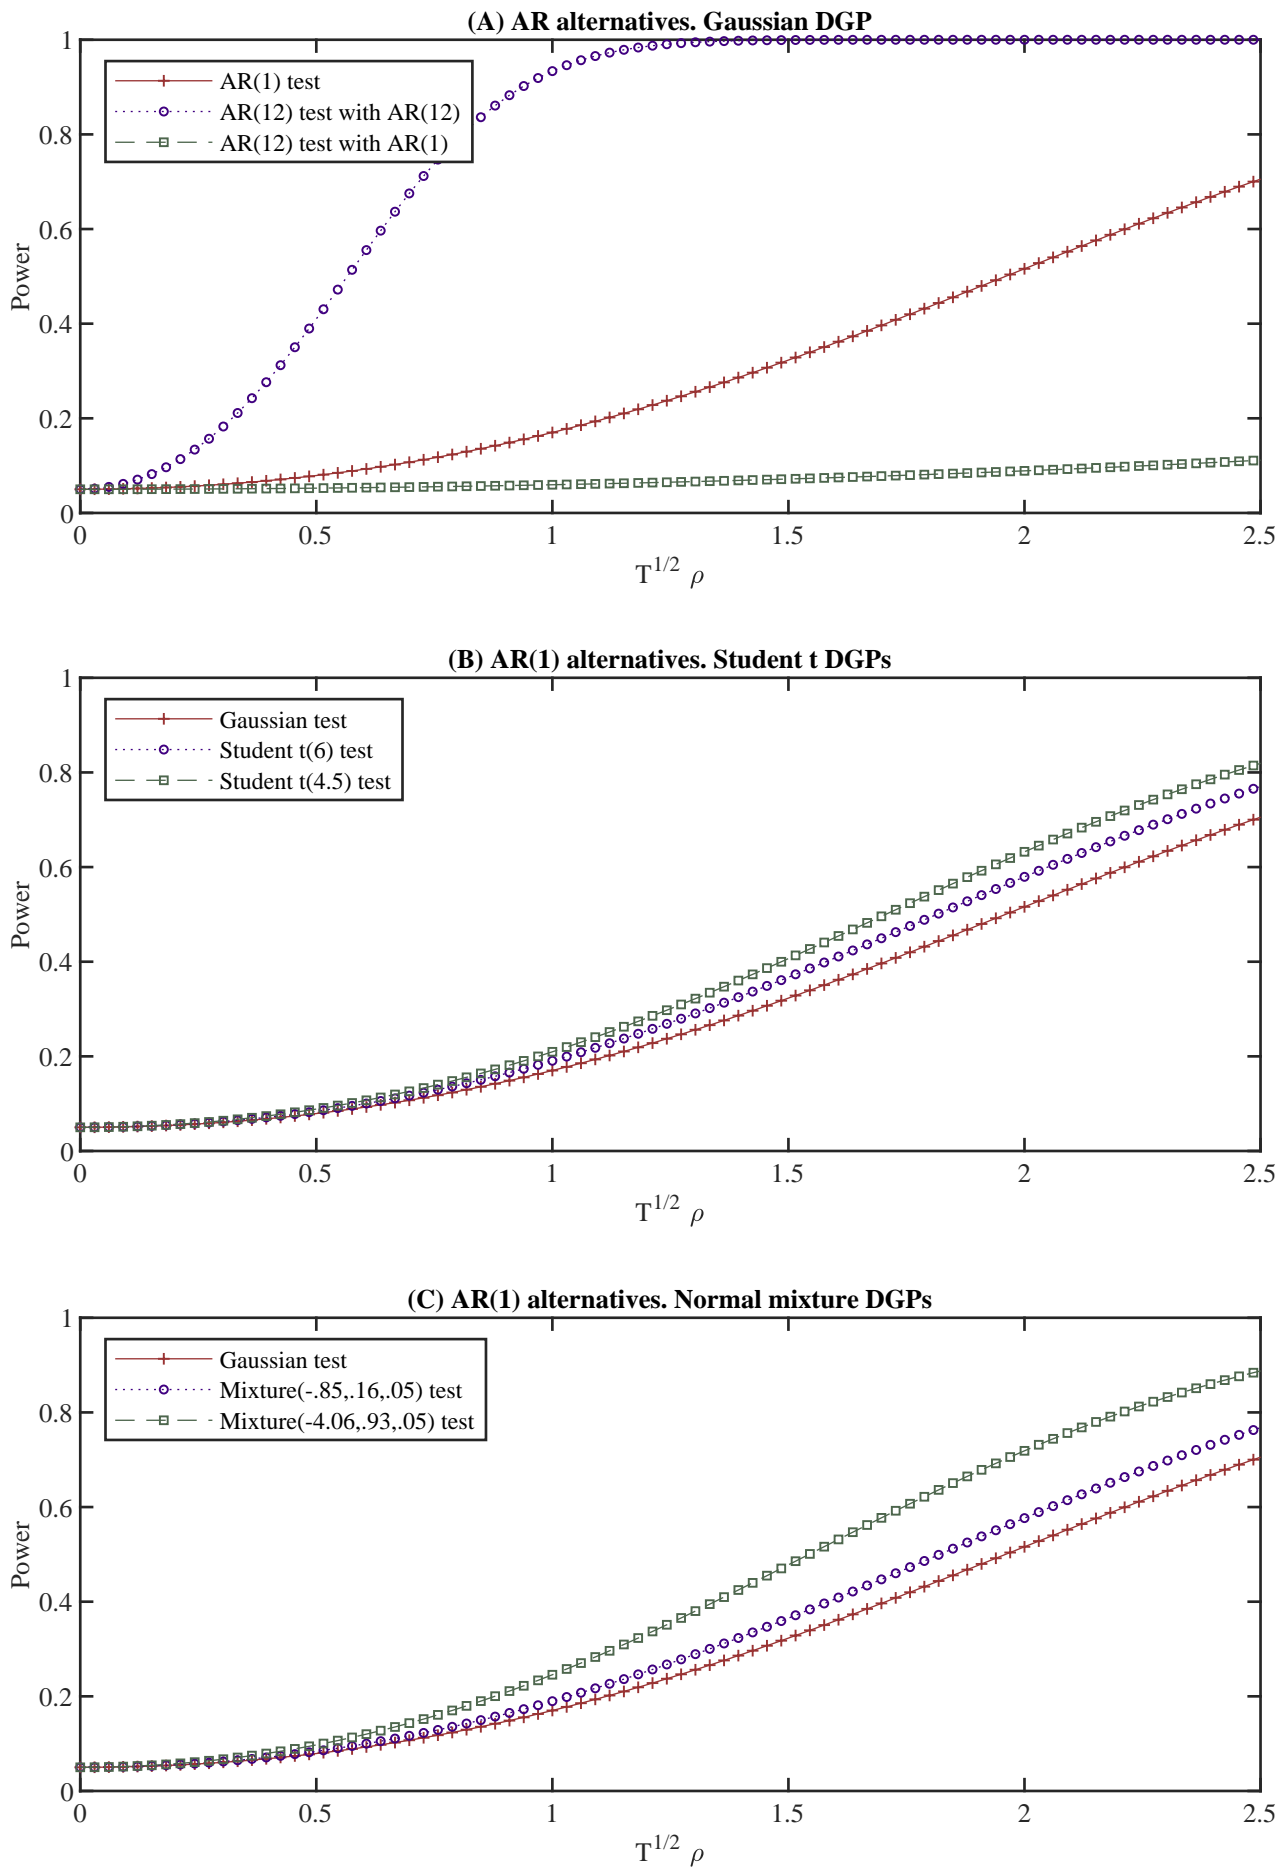 (A) AR alternatives. Gaussian DGP
1
0.8
0.6
0.4
0.2
0
Power
AR(1) test
AR(12) test with AR(12)
AR(12) test with AR(1)
0 0.5 1 1.5 2 2.5
T^{1/2} ρ
(B) AR(1) alternatives. Student t DGPs
1
0.8
0.6
0.4
0.2
0
Power
Gaussian test
Student t(6) test
Student t(4.5) test
0 0.5 1 1.5 2 2.5
T^{1/2} ρ
(C) AR(1) alternatives. Normal mixture DGPs
1
0.8
0.6
0.4
0.2
0
Power
Gaussian test
Mixture(-.85,.16,.05) test
Mixture(-4.06,.93,.05) test
0 0.5 1 1.5 2 2.5
T^{1/2} ρ